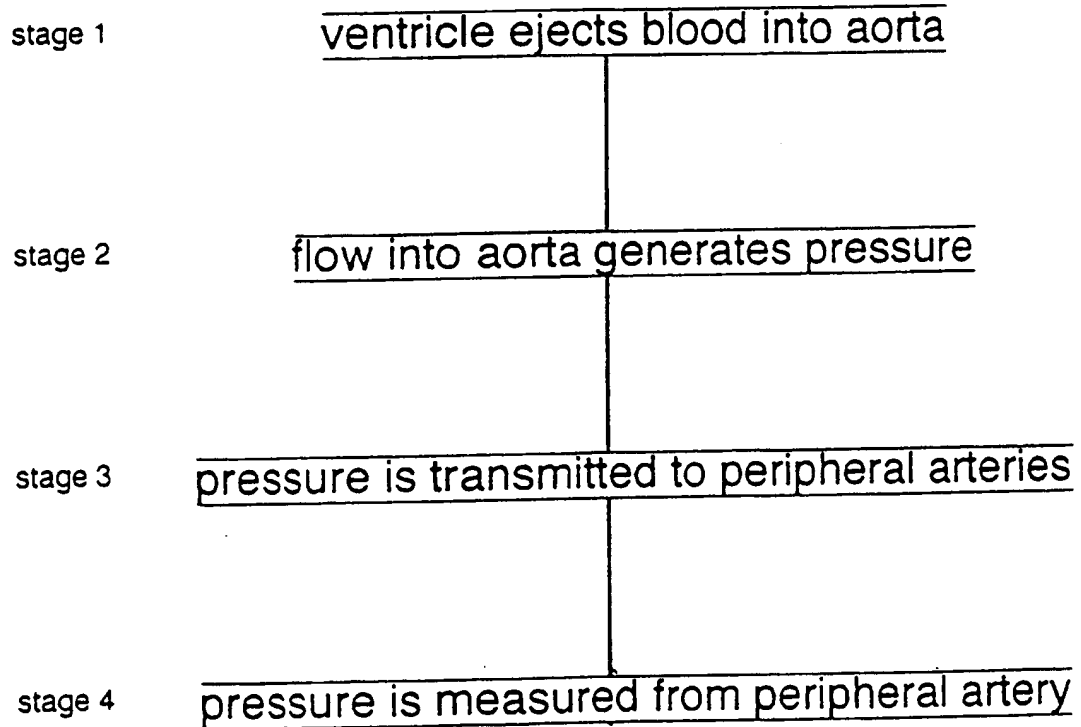 stage 1 ventricle ejects blood into aorta
stage 2 flow into aorta generates pressure
stage 3 pressure is transmitted to peripheral arteries
stage 4 pressure is measured from peripheral artery